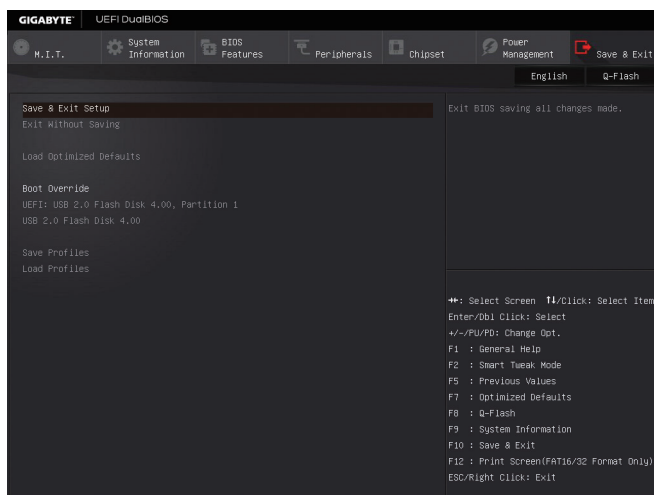 GIGABYTE™ UEFI DualBIOS
M.I.T.
System Information
BIOS Features
Peripherals
Chipset
Power Management
Save & Exit
English
Q-Flash
Save & Exit Setup
Exit Without Saving
Load Optimized Defaults
Boot Override
UEFI: USB 2.0 Flash Disk 4.00, Partition 1
USB 2.0 Flash Disk 4.00
Save Profiles
Load Profiles
Exit BIOS saving all changes made.
→←: Select Screen ↑↓/Click: Select Item
Enter/Dbl Click: Select
+/-/PU/PD: Change Opt.
F1 : General Help
F2 : Smart Tweak Mode
F5 : Previous Values
F7 : Optimized Defaults
F8 : Q-Flash
F9 : System Information
F10 : Save & Exit
F12 : Print Screen(FAT16/32 Format Only)
ESC/Right Click: Exit